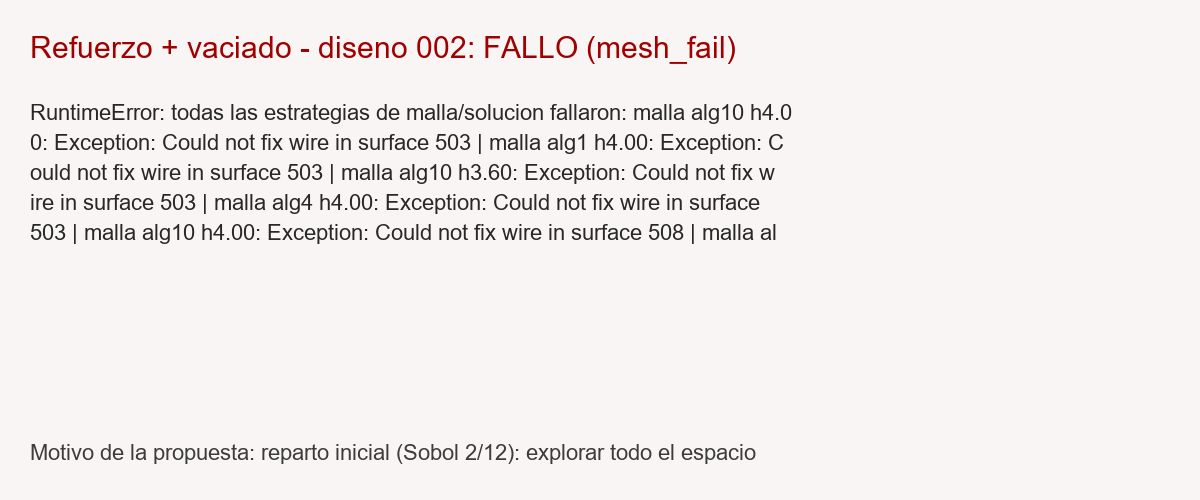 Refuerzo + vaciado - diseno 002: FALLO (mesh_fail)
RuntimeError: todas las estrategias de malla/solucion fallaron: malla alg10 h4.0
0: Exception: Could not fix wire in surface 503 | malla alg1 h4.00: Exception: C
ould not fix wire in surface 503 | malla alg10 h3.60: Exception: Could not fix w
ire in surface 503 | malla alg4 h4.00: Exception: Could not fix wire in surface
503 | malla alg10 h4.00: Exception: Could not fix wire in surface 508 | malla al
Motivo de la propuesta: reparto inicial (Sobol 2/12): explorar todo el espacio